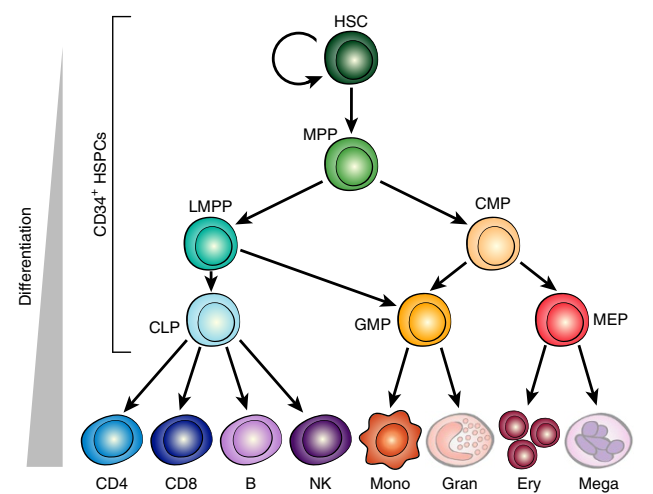 HSC
MPP
LMPP
CMP
CLP
GMP
MEP
CD34+ HSPCs
Differentiation
CD4
CD8
B
NK
Mono
Gran
Ery
Mega